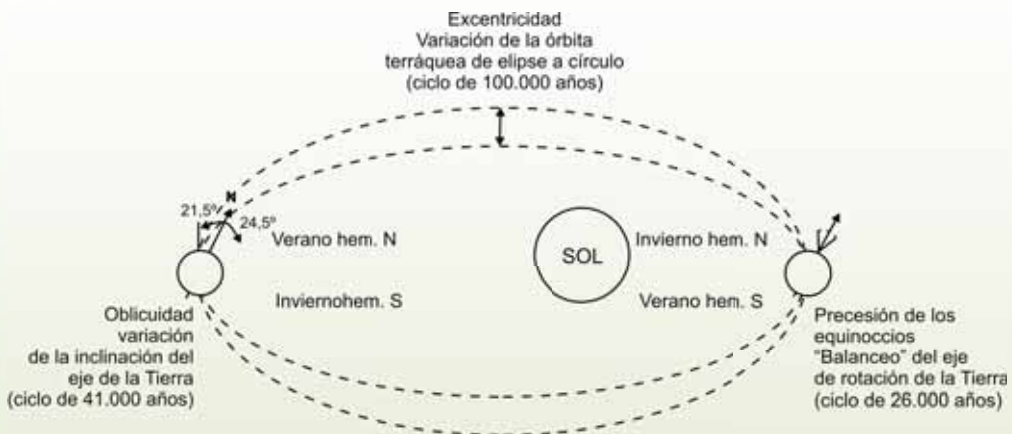 Excentricidad
Variación de la órbita
terráquea de elipse a círculo
(ciclo de 100.000 años)
N
21,5º
24,5º
Verano hem. N
Inviernohem. S
SOL
Invierno hem. N
Verano hem. S
Oblicuidad
variación
de la inclinación del
eje de la Tierra
(ciclo de 41.000 años)
Precesión de los
equinoccios
"Balanceo" del eje
de rotación de la Tierra
(ciclo de 26.000 años)